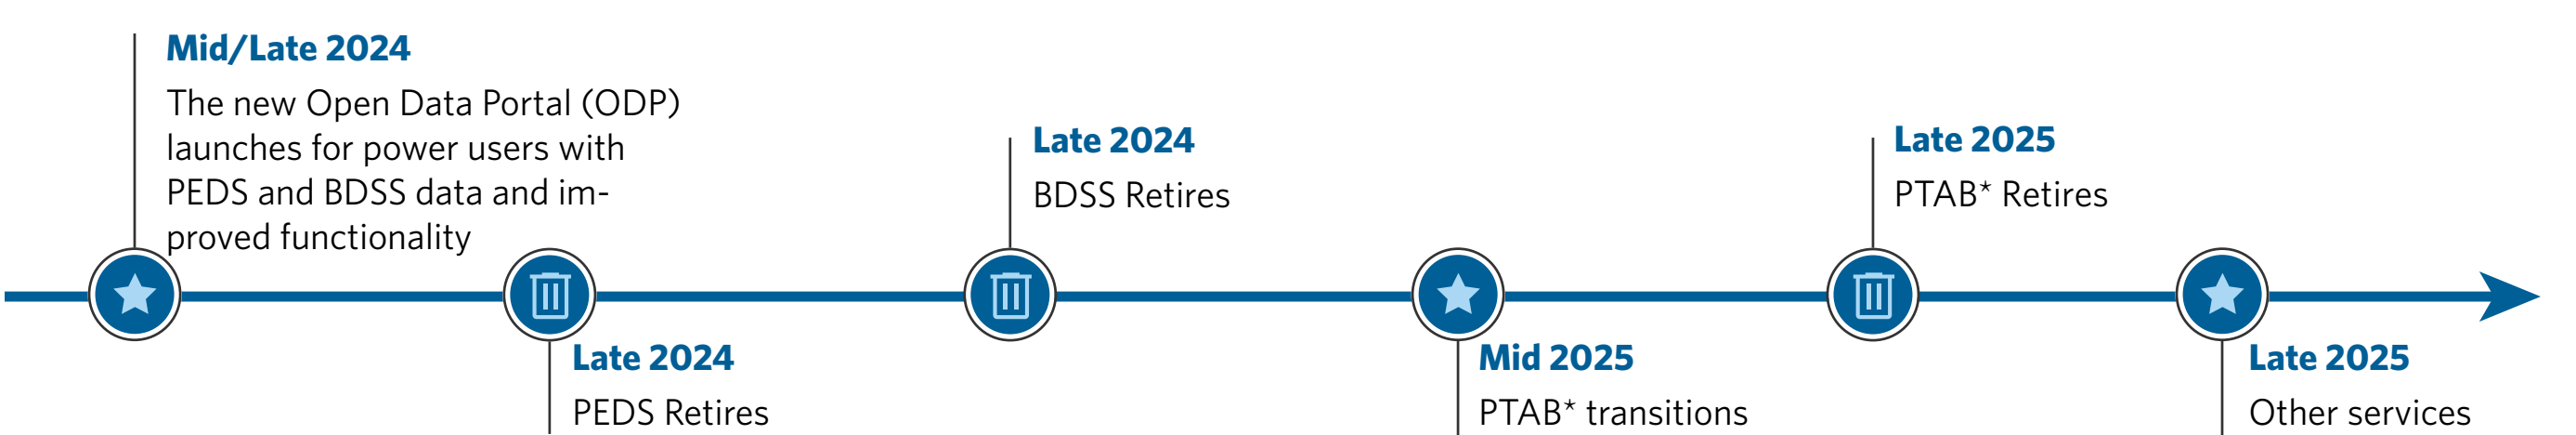 Mid/Late 2024
The new Open Data Portal (ODP)
launches for power users with
PEDS and BDSS data and im-
proved functionality
Late 2024
PEDS Retires
Late 2024
BDSS Retires
Mid 2025
PTAB* transitions
Late 2025
PTAB* Retires
Late 2025
Other services